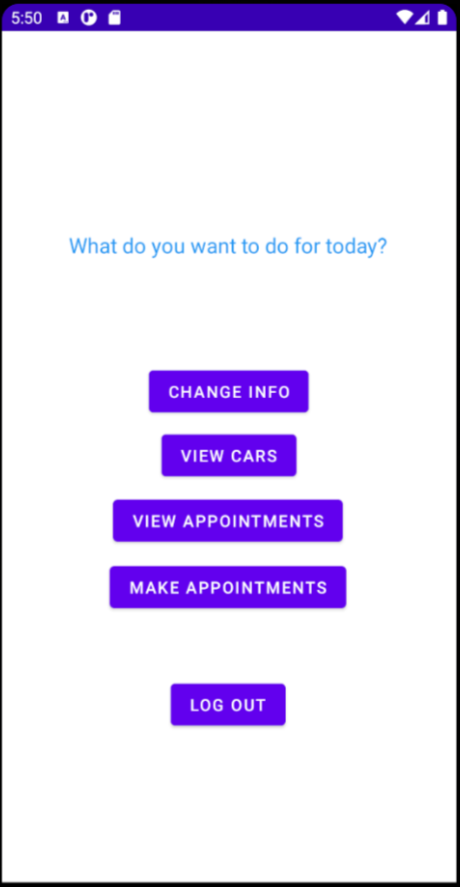 5:50
What do you want to do for today?
CHANGE INFO
VIEW CARS
VIEW APPOINTMENTS
MAKE APPOINTMENTS
LOG OUT